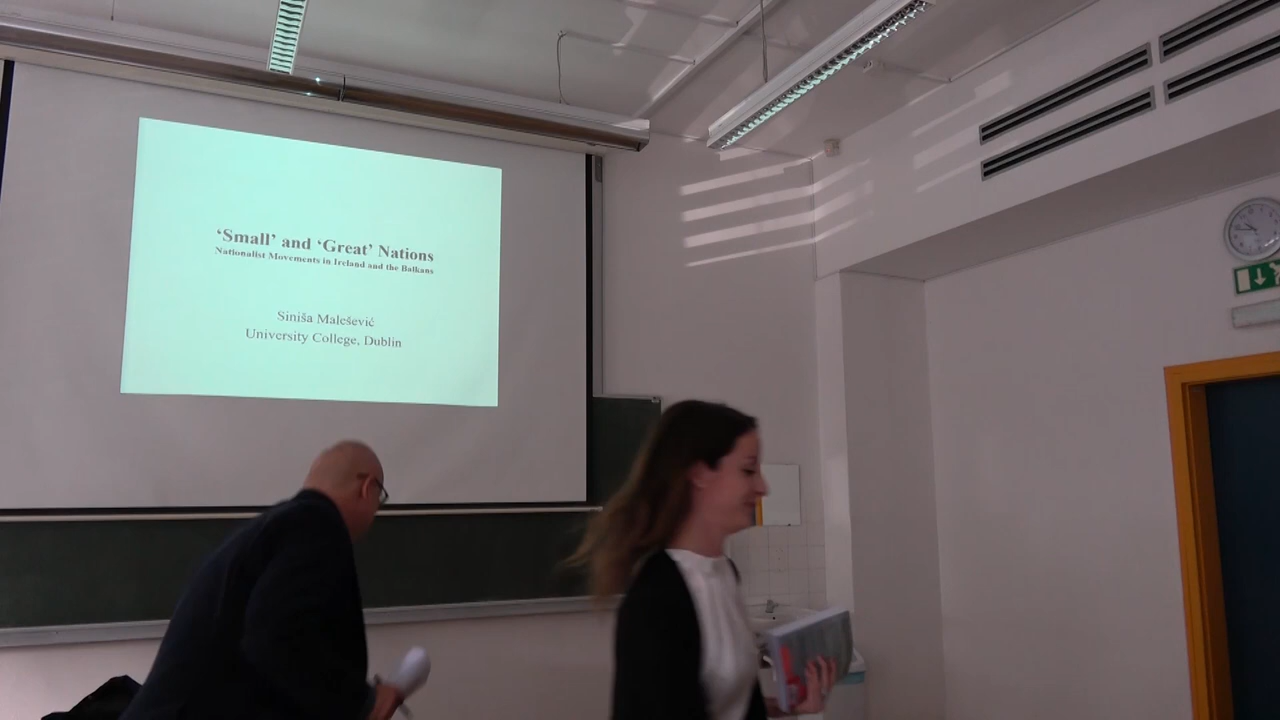 ‘Small’ and ‘Great’ Nations
Nationalist Movements in Ireland and the Balkans
Siniša Malešević
University College, Dublin